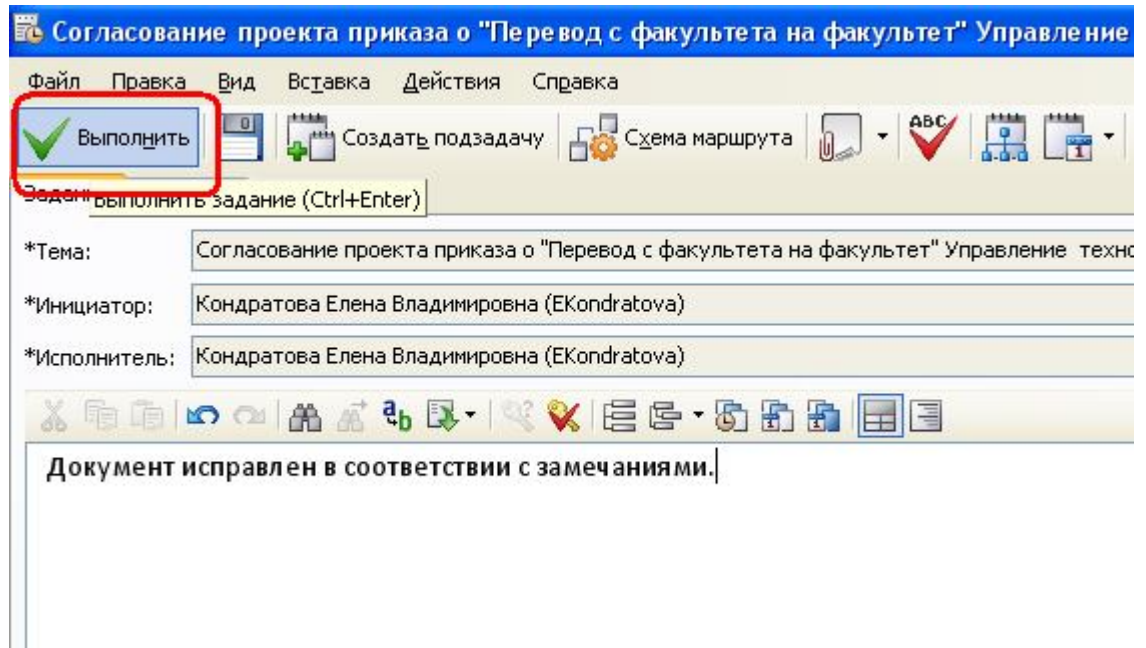 Согласование проекта приказа о "Перевод с факультета на факультет" Управление
Файл Правка Вид Вставка Действия Справка
Выполнить Создать подзадачу Схема маршрута ABC
Выполнить задание (Ctrl+Enter)
*Тема: Согласование проекта приказа о "Перевод с факультета на факультет" Управление техно
*Инициатор: Кондратова Елена Владимировна (EKondratova)
*Исполнитель: Кондратова Елена Владимировна (EKondratova)
Документ исправлен в соответствии с замечаниями.